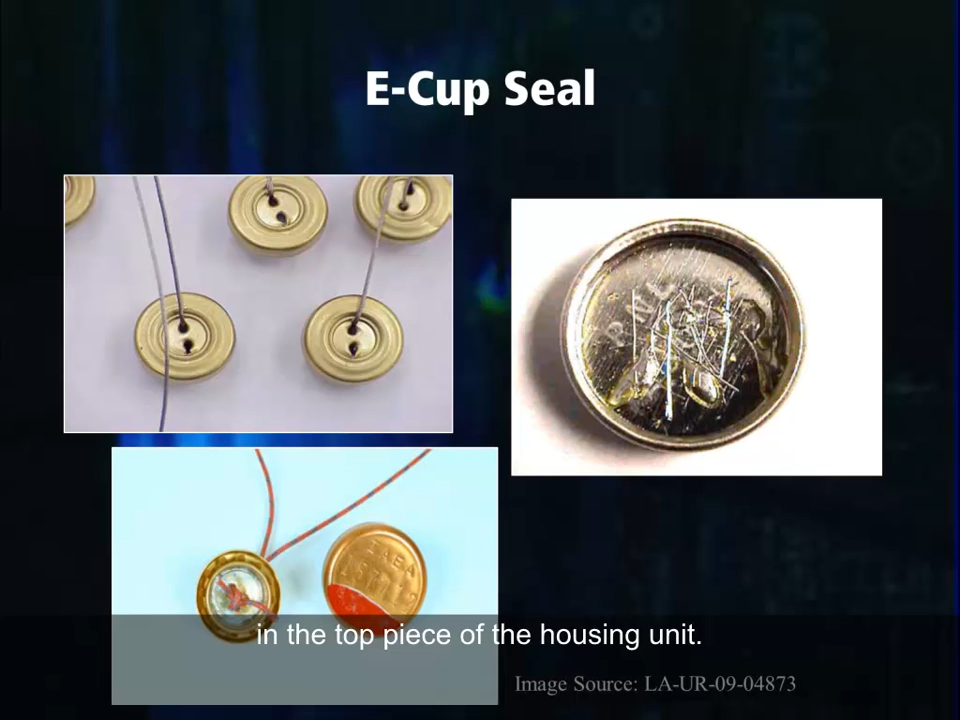 E-Cup Seal
I A E A
in the top piece of the housing unit.
Image Source: LA-UR-09-04873